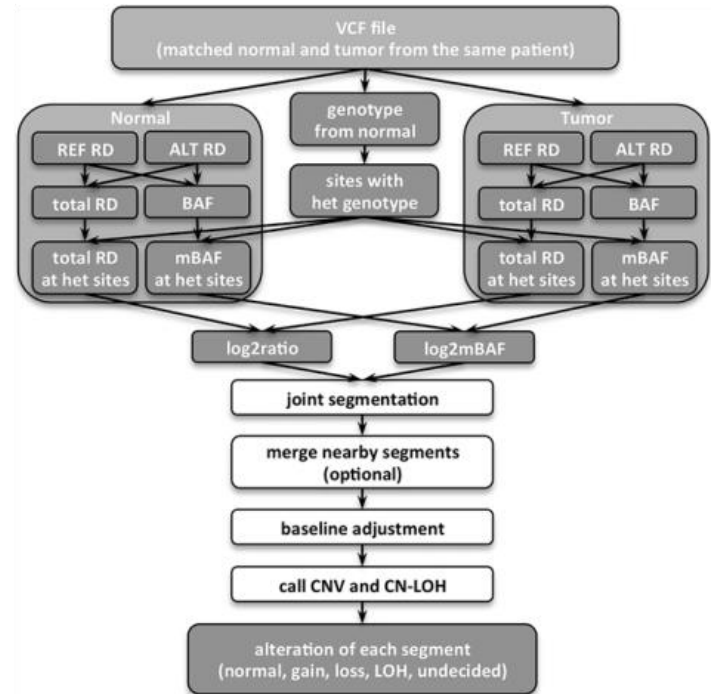 VCF file
(matched normal and tumor from the same patient)
Normal
REF RD
ALT RD
total RD
BAF
total RD
at het sites
mBAF
at het sites
genotype
from normal
sites with
het genotype
Tumor
REF RD
ALT RD
total RD
BAF
total RD
at het sites
mBAF
at het sites
log2ratio
log2mBAF
joint segmentation
merge nearby segments
(optional)
baseline adjustment
call CNV and CN-LOH
alteration of each segment
(normal, gain, loss, LOH, undecided)